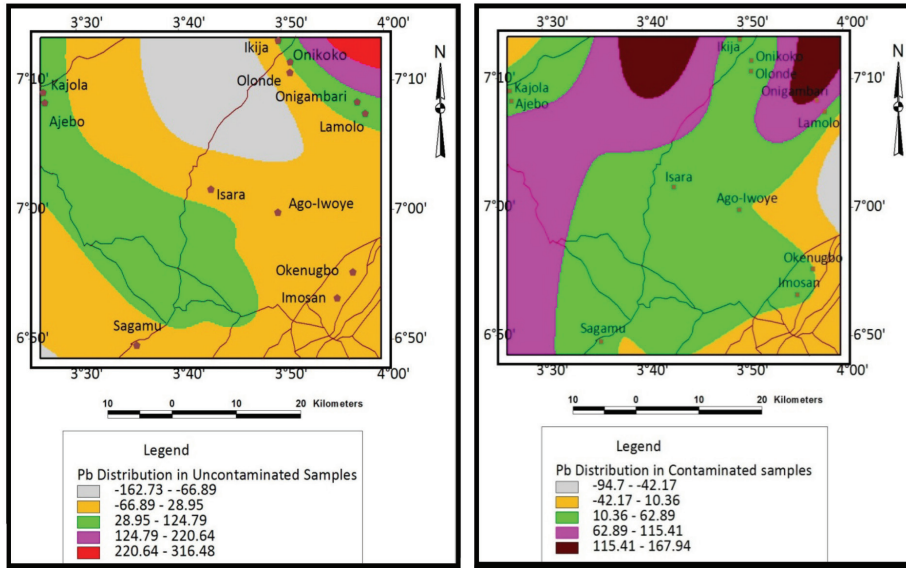 3°30' 3°40' 3°50' 4°00'
Ikija
Onikoko
7°10'
Olonde
7°10'
Kajola
Onigambari
Ajebo
Lamolo
Isara
Ago-Iwoye
7°00'
7°00'
Okenugbo
Imosan
Sagamu
6°50'
6°50'
3°30' 3°40' 3°50' 4°00'
N
10 0 10 20 Kilometers
Legend
Pb Distribution in Uncontaminated Samples
-162.73 - -66.89
-66.89 - 28.95
28.95 - 124.79
124.79 - 220.64
220.64 - 316.48
3°30' 3°40' 3°50' 4°00'
Ikija
Onikoko
7°10'
Olonde
7°10'
Kajola
Onigambari
Ajebo
Lamolo
Isara
Ago-Iwoye
7°00'
7°00'
Okenugbo
Imosan
Sagamu
6°50'
6°50'
3°30' 3°40' 3°50' 4°00'
N
10 0 10 20 Kilometers
Legend
Pb Distribution in Contaminated samples
-94.7 - -42.17
-42.17 - 10.36
10.36 - 62.89
62.89 - 115.41
115.41 - 167.94